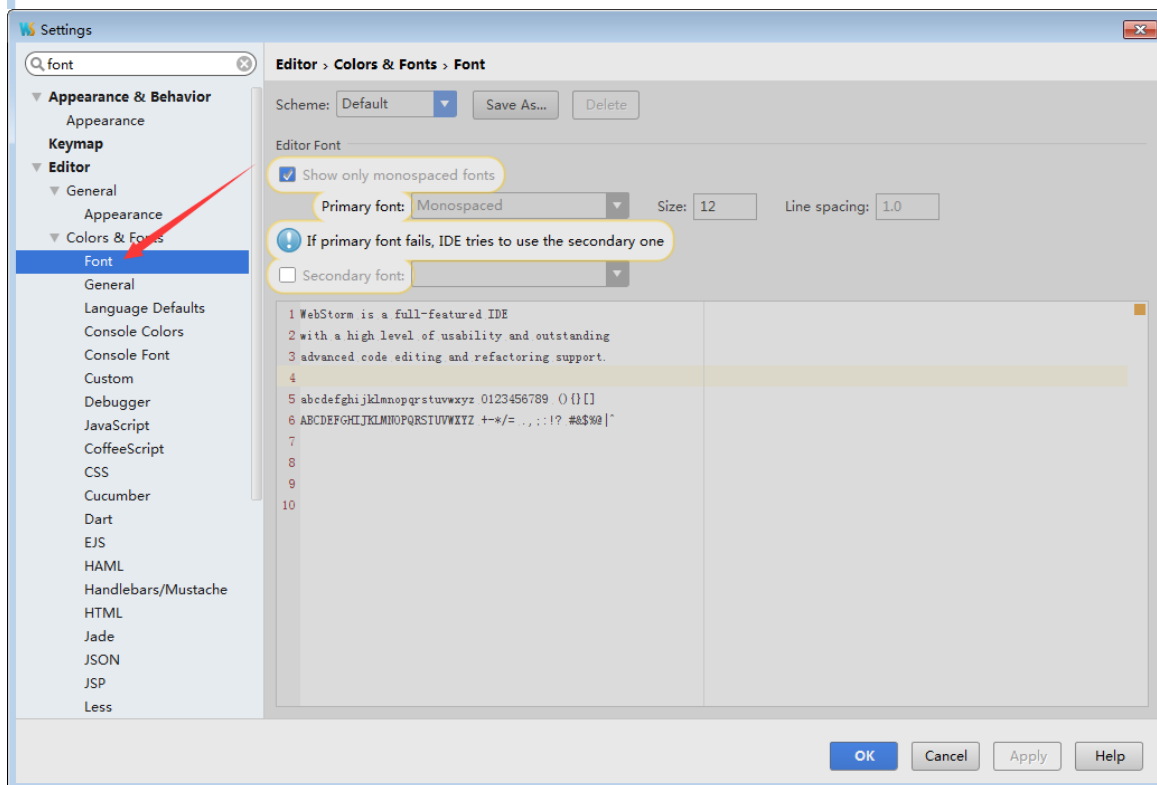 Settings
font
Appearance & Behavior
Appearance
Keymap
Editor
General
Appearance
Colors & Fonts
Font
General
Language Defaults
Console Colors
Console Font
Custom
Debugger
JavaScript
CoffeeScript
CSS
Cucumber
Dart
EJS
HAML
Handlebars/Mustache
HTML
Jade
JSON
JSP
Less
Editor › Colors & Fonts › Font
Scheme: Default Save As... Delete
Editor Font
Show only monospaced fonts
Primary font: Monospaced Size: 12 Line spacing: 1.0
If primary font fails, IDE tries to use the secondary one
Secondary font:
1 WebStorm is a full-featured IDE
2 with a high level of usability and outstanding
3 advanced code editing and refactoring support.
4
5 abcdefghijklmnopqrstuvwxyz 0123456789 (){}[]
6 ABCDEFGHIJKLMNOPQRSTUVWXYZ +-*/= .,;:!? #&$%@|^
7
8
9
10
OK Cancel Apply Help